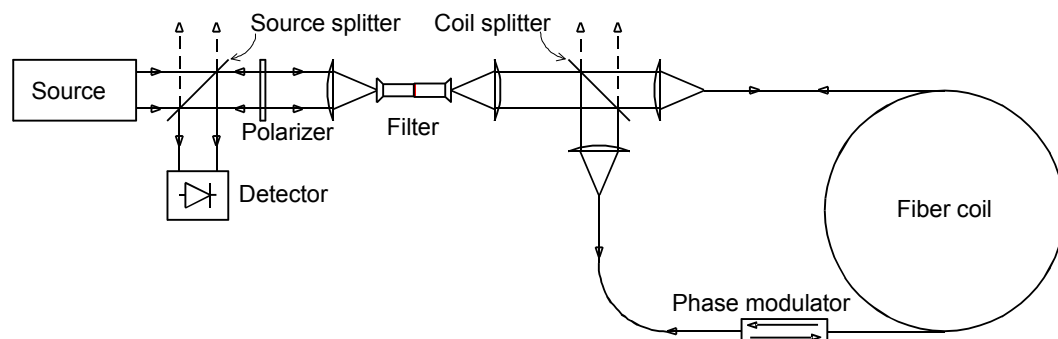 Source splitter
Coil splitter
Source
Polarizer
Filter
Detector
Fiber coil
Phase modulator